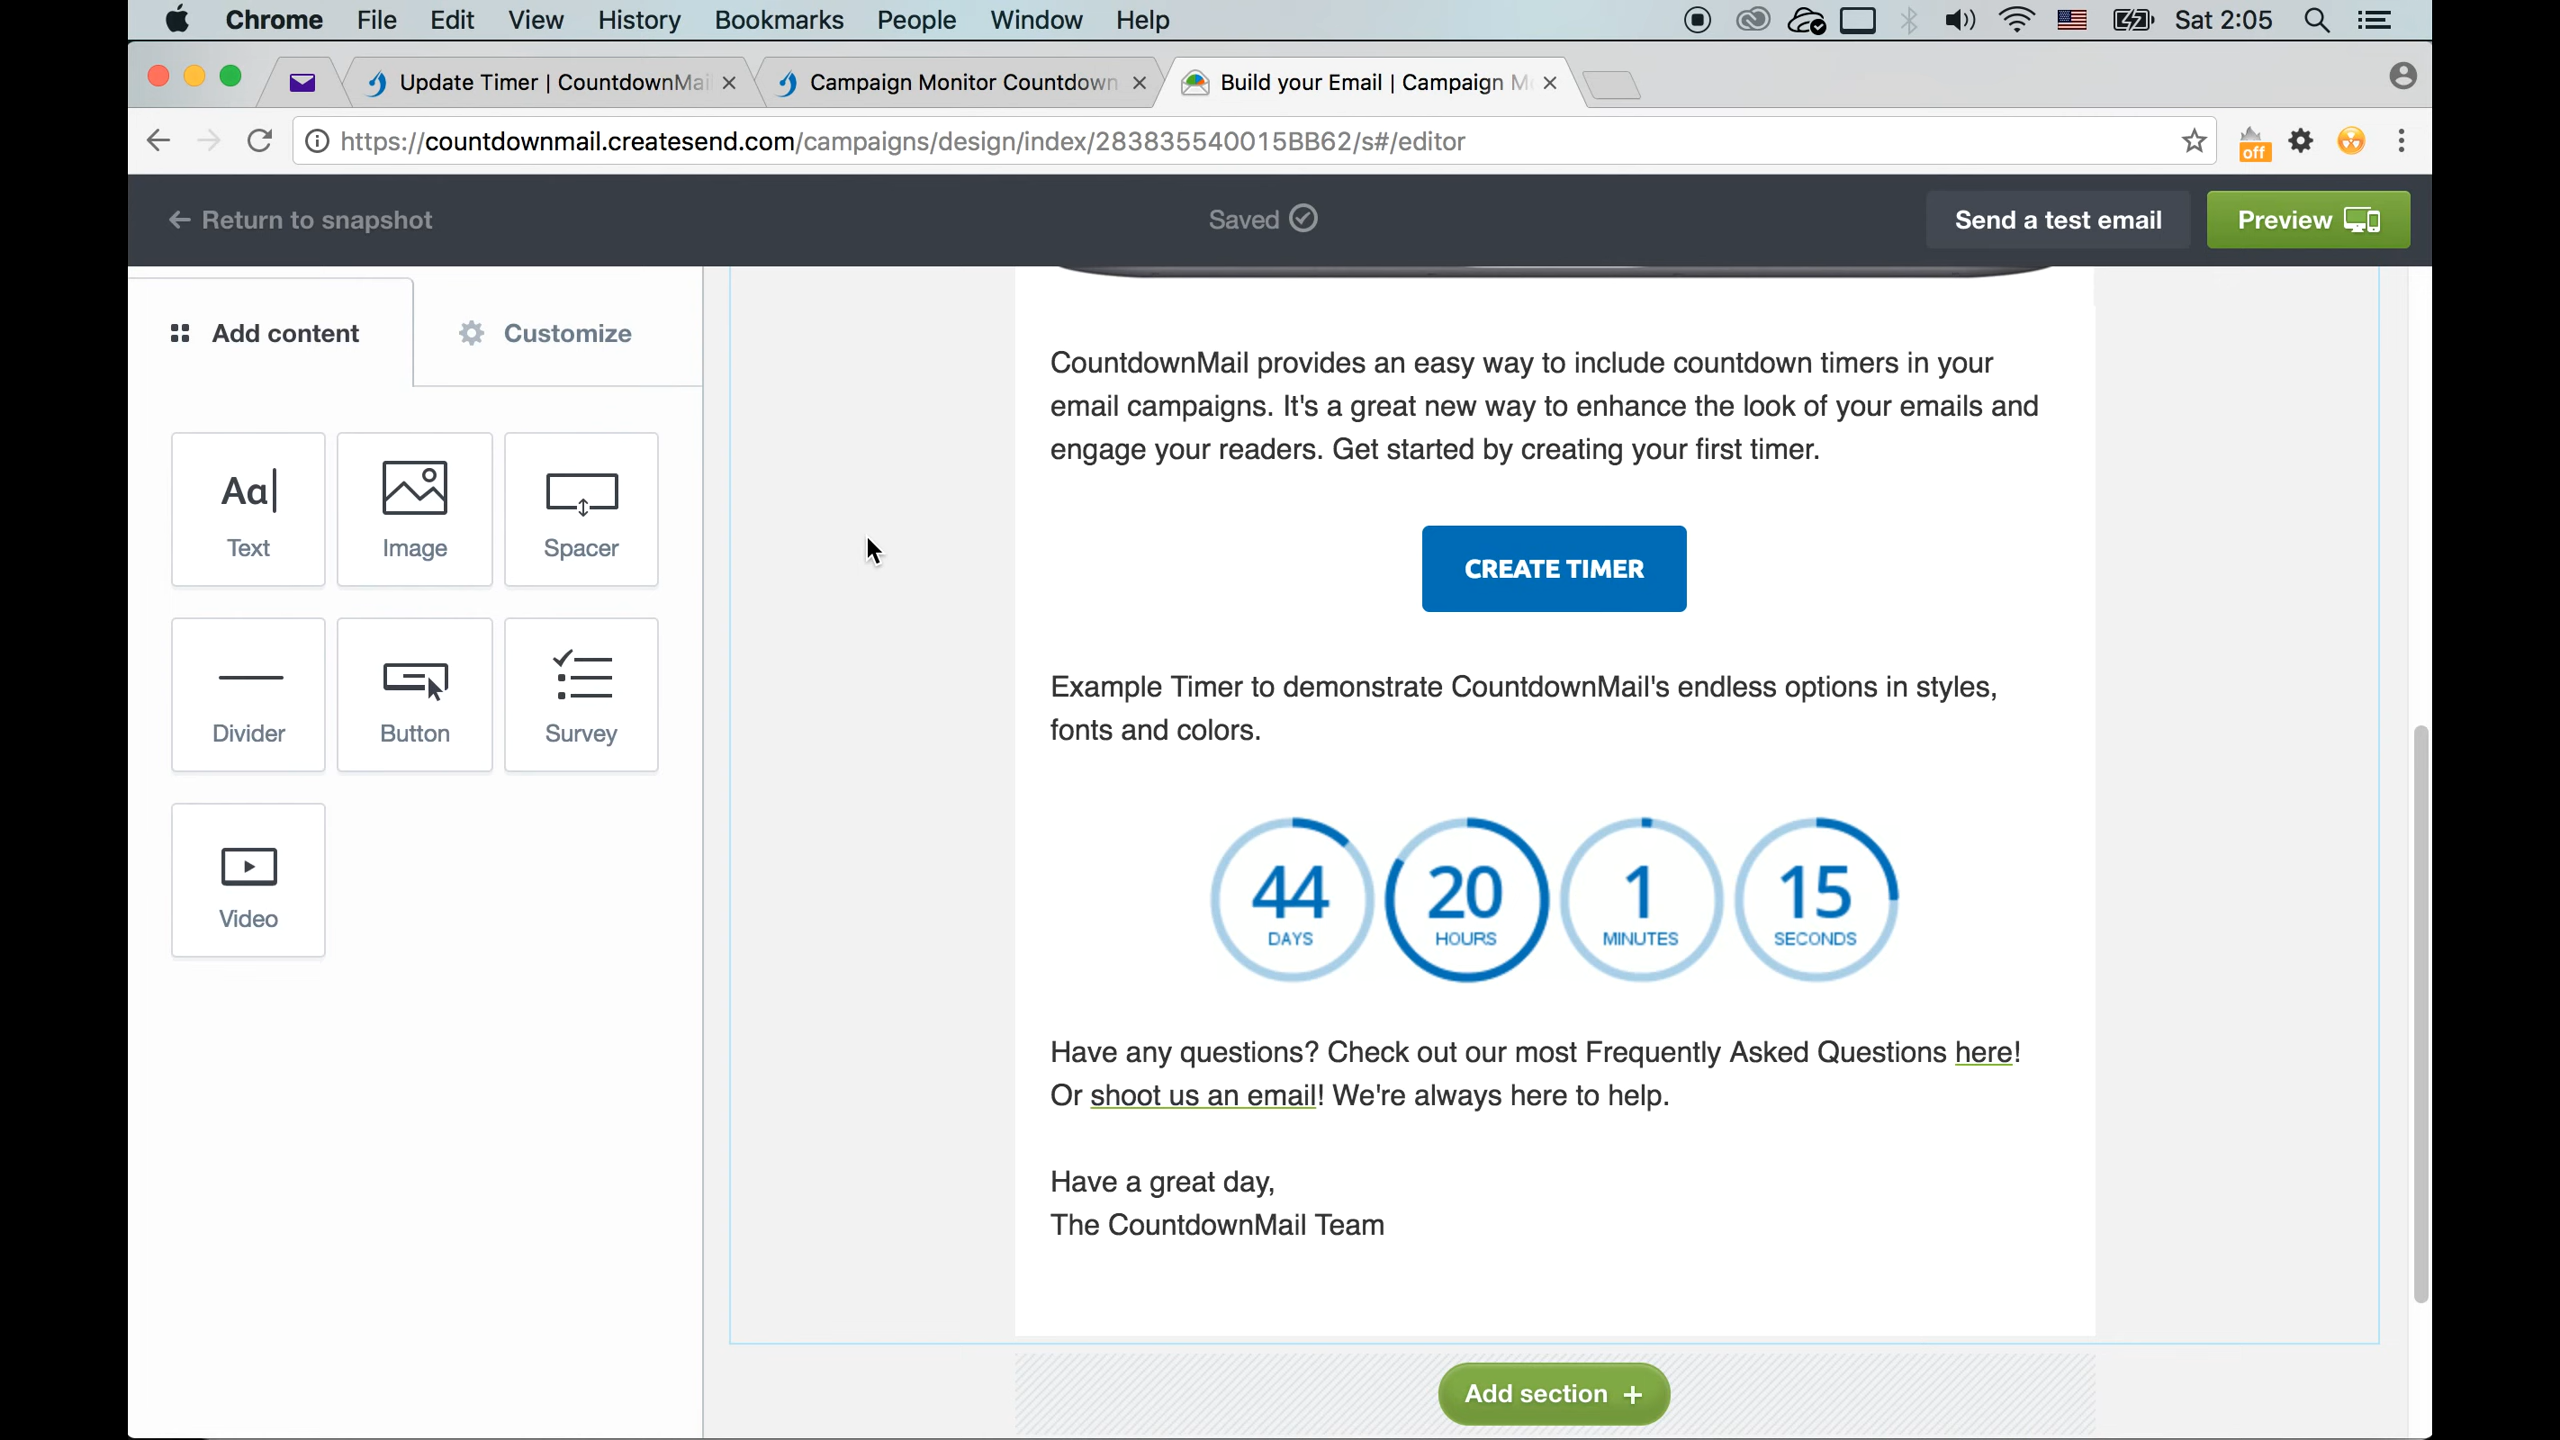 Chrome File Edit View History Bookmarks People Window Help Sat 2:05
Update Timer | CountdownMai
Campaign Monitor Countdown
Build your Email | Campaign M
https://countdownmail.createsend.com/campaigns/design/index/283835540015BB62/s#/editor
off
Return to snapshot
Saved
Send a test email
Preview
Add content
Customize
Aa
Text
Image
Spacer
Divider
Button
Survey
Video
CountdownMail provides an easy way to include countdown timers in your
email campaigns. It's a great new way to enhance the look of your emails and
engage your readers. Get started by creating your first timer.
CREATE TIMER
Example Timer to demonstrate CountdownMail's endless options in styles,
fonts and colors.
44 20 1 15
DAYS HOURS MINUTES SECONDS
Have any questions? Check out our most Frequently Asked Questions here!
Or shoot us an email! We're always here to help.
Have a great day,
The CountdownMail Team
Add section +